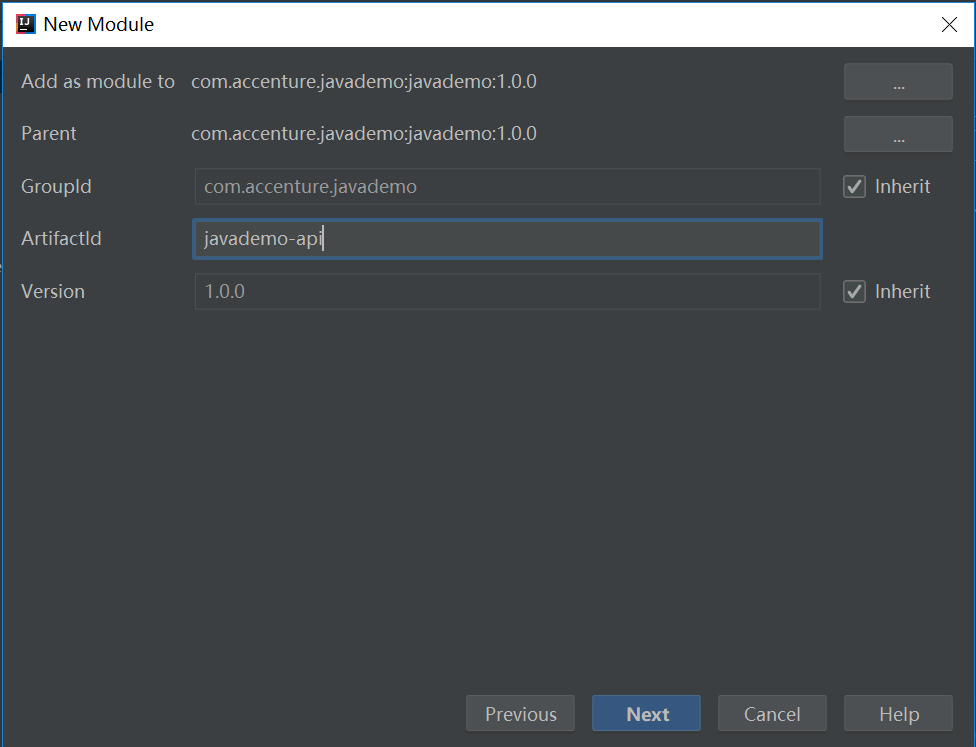 New Module
Add as module to com.accenture.javademo:javademo:1.0.0 ...
Parent com.accenture.javademo:javademo:1.0.0 ...
GroupId com.accenture.javademo Inherit
ArtifactId javademo-api
Version 1.0.0 Inherit
Previous Next Cancel Help